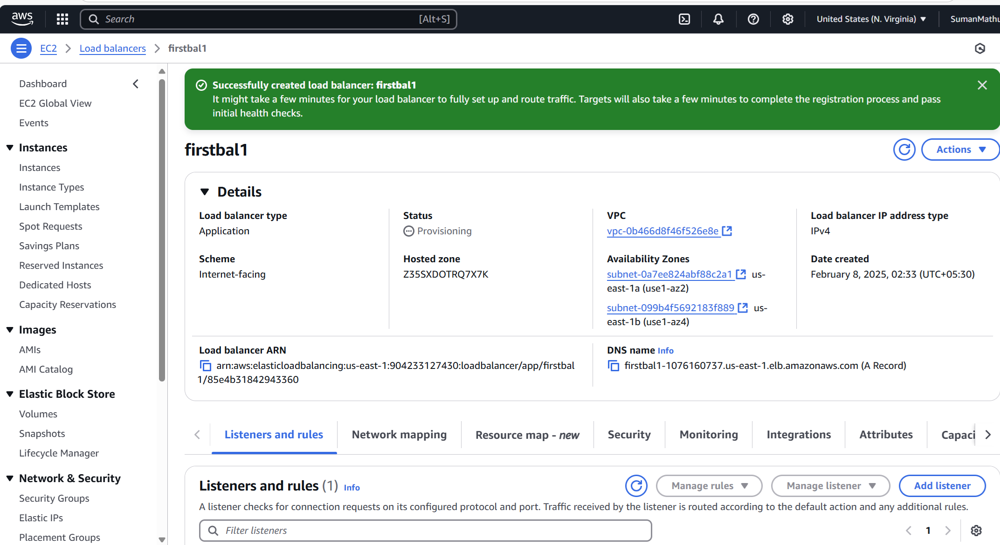 aws
Search [Alt+S]
United States (N. Virginia)
SumanMathu
EC2 > Load balancers > firstbal1
Dashboard
EC2 Global View
Events
Instances
Instances
Instance Types
Launch Templates
Spot Requests
Savings Plans
Reserved Instances
Dedicated Hosts
Capacity Reservations
Images
AMIs
AMI Catalog
Elastic Block Store
Volumes
Snapshots
Lifecycle Manager
Network & Security
Security Groups
Elastic IPs
Placement Groups
Successfully created load balancer: firstbal1
It might take a few minutes for your load balancer to fully set up and route traffic. Targets will also take a few minutes to complete the registration process and pass
initial health checks.
firstbal1
Actions
Details
Load balancer type
Application
Status
Provisioning
VPC
vpc-0b466d8f46f526e8e
Load balancer IP address type
IPv4
Scheme
Internet-facing
Hosted zone
Z35SXDOTRQ7X7K
Availability Zones
subnet-0a7ee824abf88c2a1 us-
east-1a (use1-az2)
subnet-099b4f5692183f889 us-
east-1b (use1-az4)
Date created
February 8, 2025, 02:33 (UTC+05:30)
Load balancer ARN
arn:aws:elasticloadbalancing:us-east-1:904233127430:loadbalancer/app/firstbal
1/85e4b31842943360
DNS name Info
firstbal1-1076160737.us-east-1.elb.amazonaws.com (A Record)
Listeners and rules
Network mapping
Resource map - new
Security
Monitoring
Integrations
Attributes
Capaci
Listeners and rules (1) Info
Manage rules
Manage listener
Add listener
A listener checks for connection requests on its configured protocol and port. Traffic received by the listener is routed according to the default action and any additional rules.
Filter listeners
1